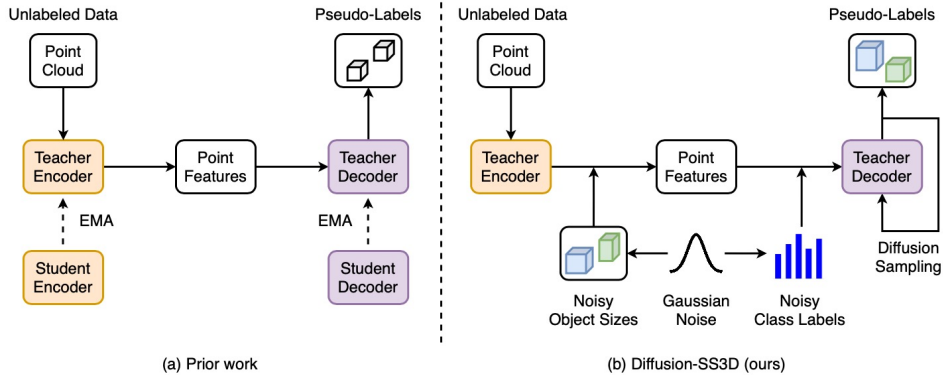 Unlabeled Data
Pseudo-Labels
Point
Cloud
Teacher
Encoder
Point
Features
Teacher
Decoder
EMA
EMA
Student
Encoder
Student
Decoder
(a) Prior work
Unlabeled Data
Pseudo-Labels
Point
Cloud
Teacher
Encoder
Point
Features
Teacher
Decoder
Diffusion
Sampling
Noisy
Object Sizes
Gaussian
Noise
Noisy
Class Labels
(b) Diffusion-SS3D (ours)